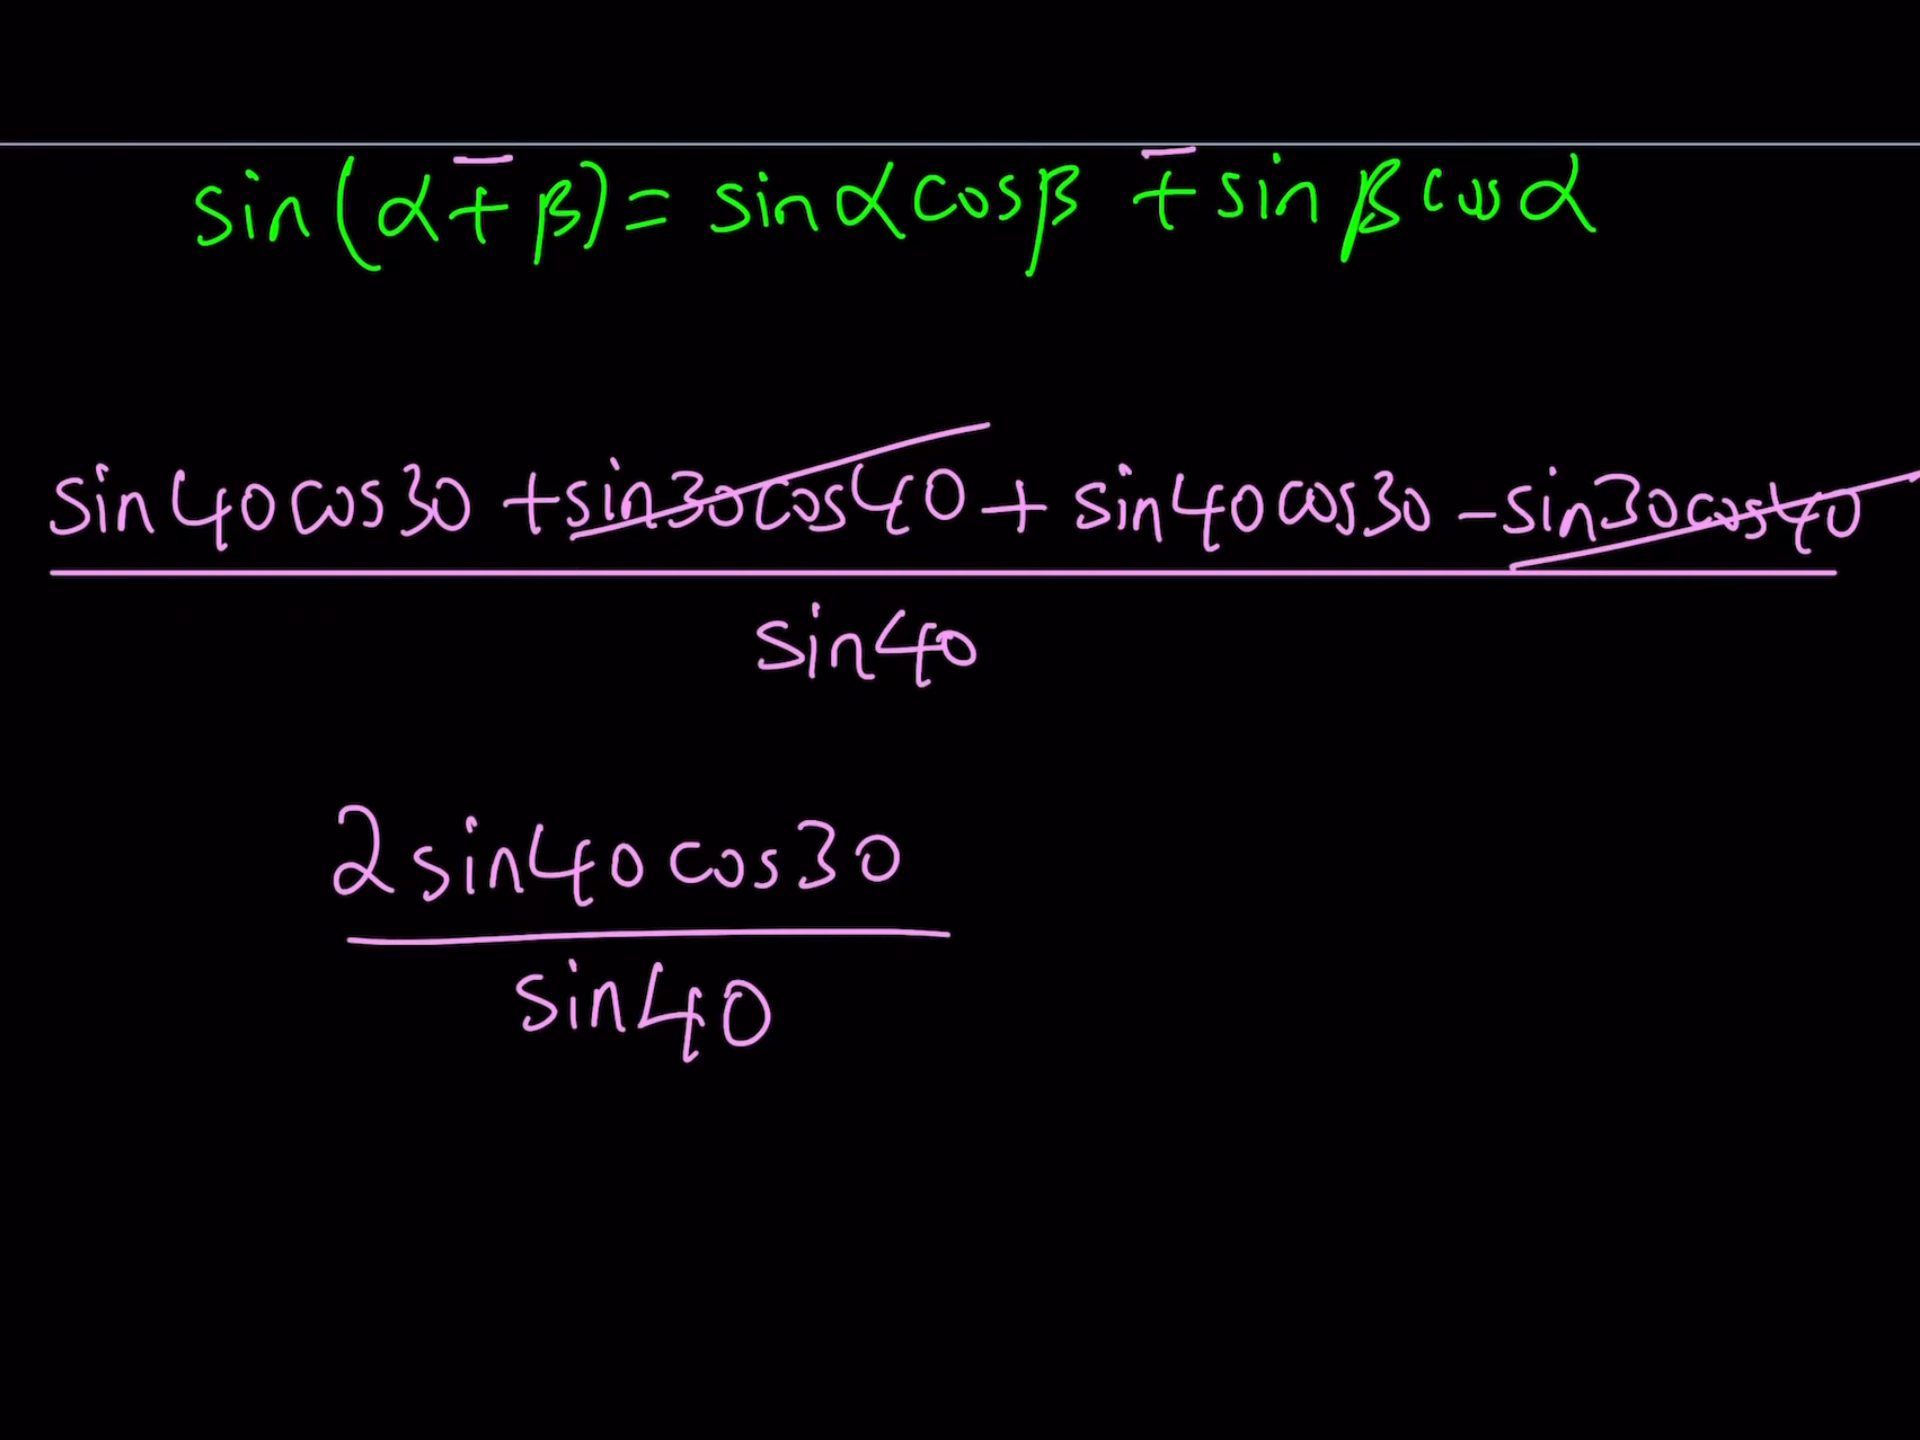 sin(α∓β)= sinαcosβ ∓ sinβcosα
sin40cos30 +sin30cos40 + sin40cos30 -sin30cos40
sin40
2sin40cos30
sin40